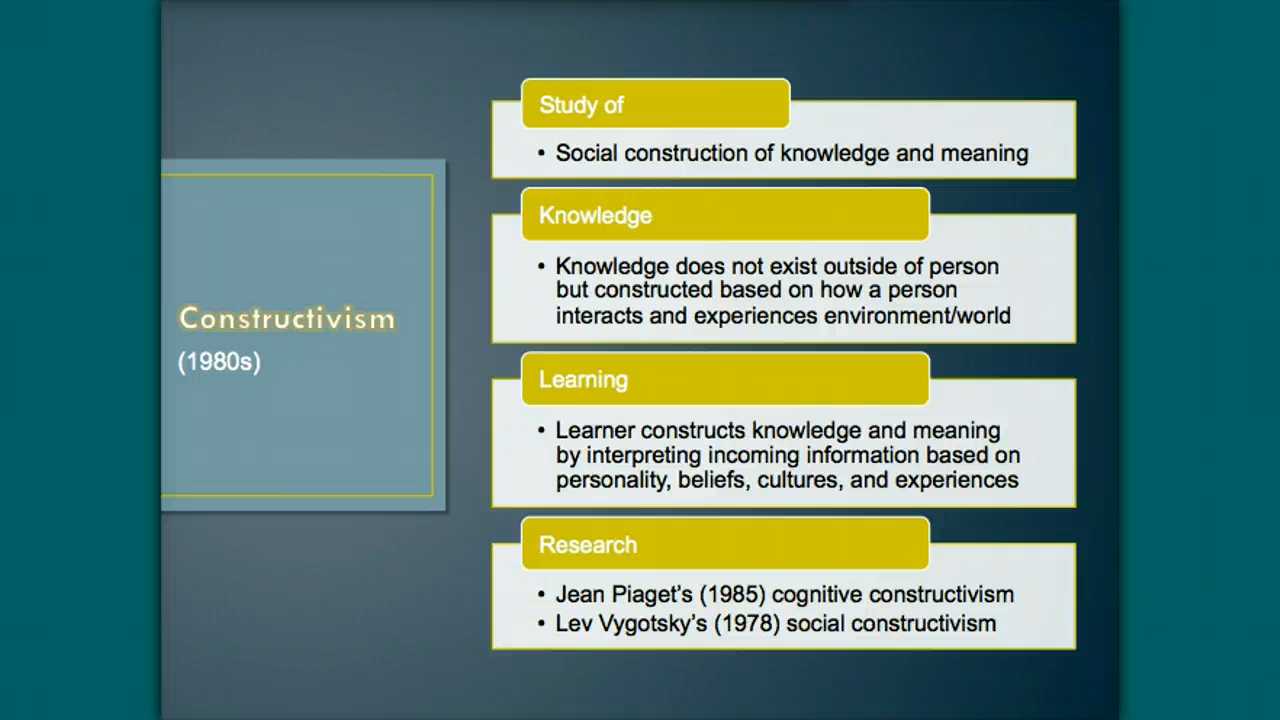 Constructivism
(1980s)
Study of
• Social construction of knowledge and meaning
Knowledge
• Knowledge does not exist outside of person
but constructed based on how a person
interacts and experiences environment/world
Learning
• Learner constructs knowledge and meaning
by interpreting incoming information based on
personality, beliefs, cultures, and experiences
Research
• Jean Piaget’s (1985) cognitive constructivism
• Lev Vygotsky’s (1978) social constructivism